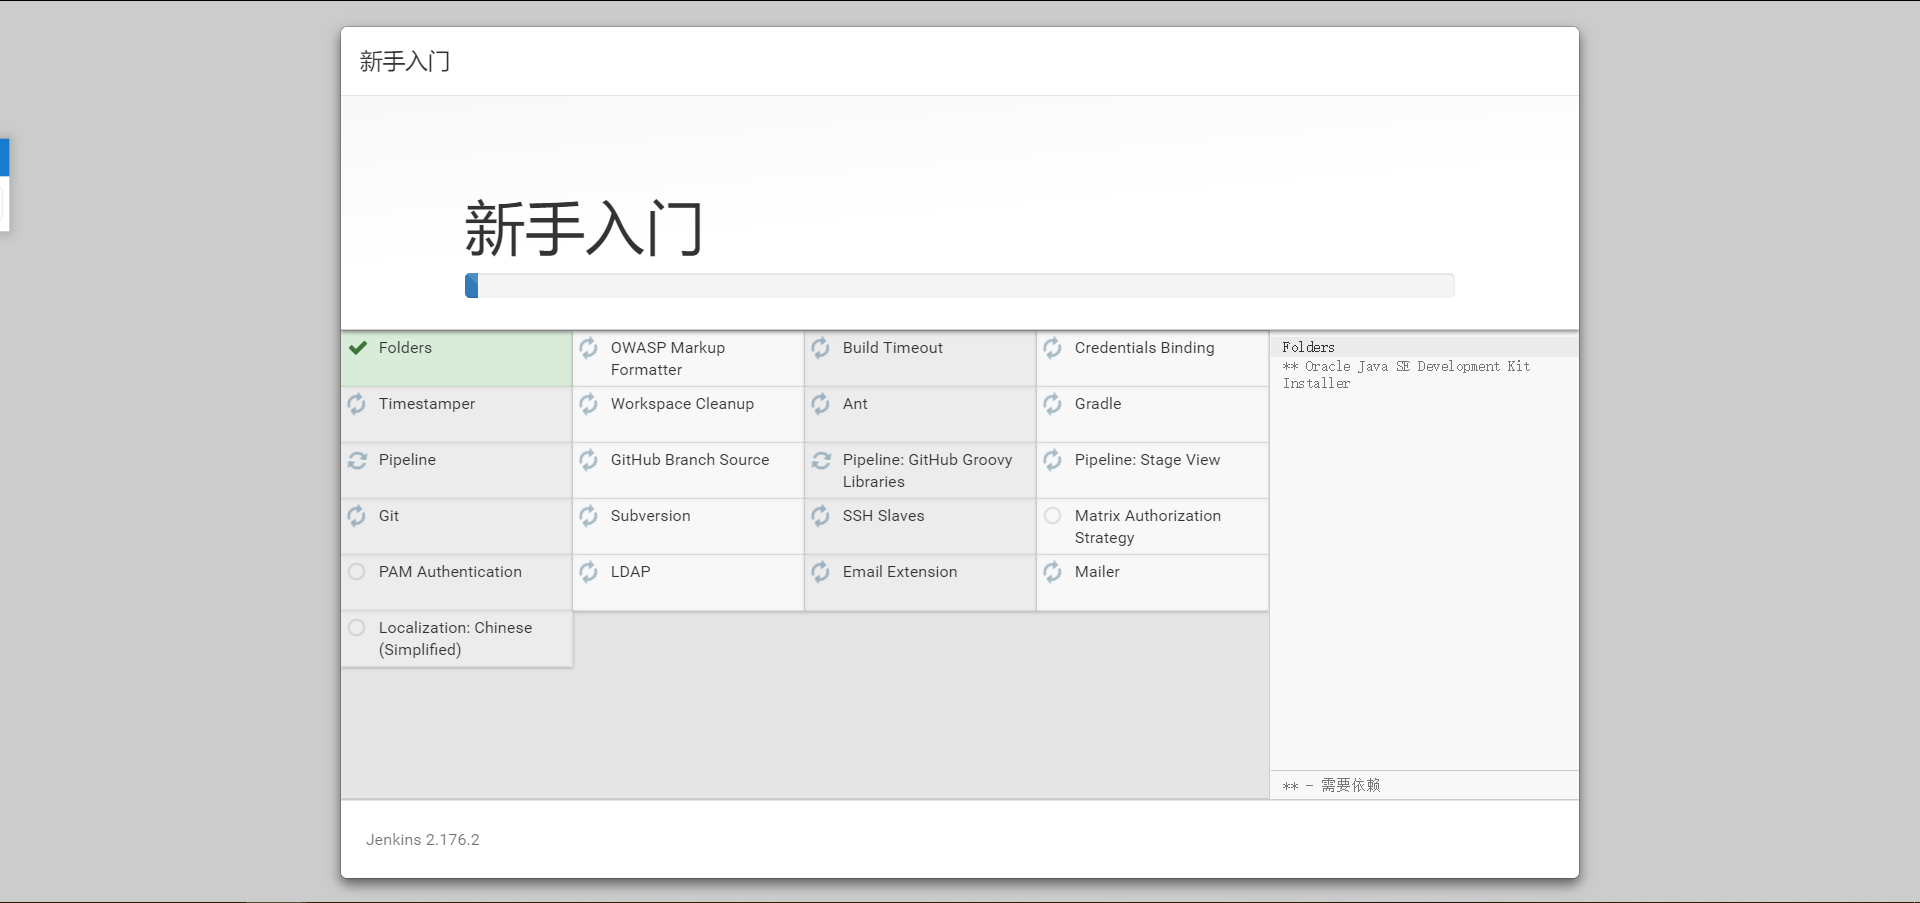 新手入门
新手入门
Folders
OWASP Markup
Formatter
Build Timeout
Credentials Binding
Timestamper
Workspace Cleanup
Ant
Gradle
Pipeline
GitHub Branch Source
Pipeline: GitHub Groovy
Libraries
Pipeline: Stage View
Git
Subversion
SSH Slaves
Matrix Authorization
Strategy
PAM Authentication
LDAP
Email Extension
Mailer
Localization: Chinese
(Simplified)
Folders
** Oracle Java SE Development Kit
Installer
** - 需要依赖
Jenkins 2.176.2